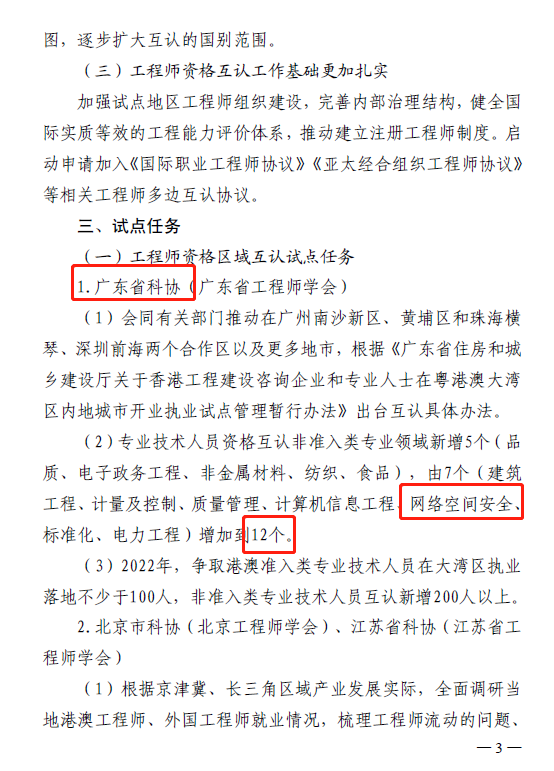 图，逐步扩大互认的国别范围。
（三）工程师资格互认工作基础更加扎实
加强试点地区工程师组织建设，完善内部治理结构，健全国
际实质等效的工程能力评价体系，推动建立注册工程师制度。启
动申请加入《国际职业工程师协议》《亚太经合组织工程师协议》
等相关工程师多边互认协议。
三、试点任务
（一）工程师资格区域互认试点任务
1.广东省科协（广东省工程师学会）
（1）会同有关部门推动在广州南沙新区、黄埔区和珠海横
琴、深圳前海两个合作区以及更多地市，根据《广东省住房和城
乡建设厅关于香港工程建设咨询企业和专业人士在粤港澳大湾
区内地城市开业执业试点管理暂行办法》出台互认具体办法。
（2）专业技术人员资格互认非准入类专业领域新增5个（品
质、电子政务工程、非金属材料、纺织、食品），由7个（建筑
工程、计量及控制、质量管理、计算机信息工程、网络空间安全、
标准化、电力工程）增加到12个。
（3）2022年，争取港澳准入类专业技术人员在大湾区执业
落地不少于100人，非准入类专业技术人员互认新增200人以上。
2.北京市科协（北京工程师学会）、江苏省科协（江苏省工
程师学会）
（1）根据京津冀、长三角区域产业发展实际，全面调研当
地港澳工程师、外国工程师就业情况，梳理工程师流动的问题、
— 3 —